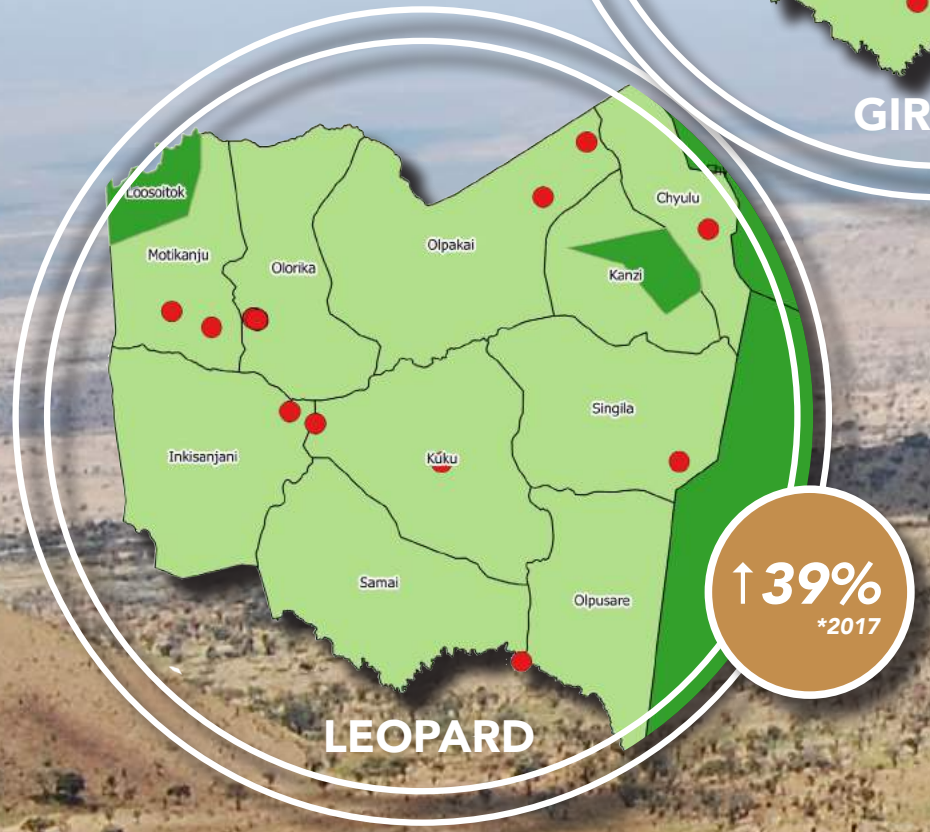 GIR
Loosoitok
Chyulu
Motikanju
Olpakai
Olorika
Kanzi
Singila
Inkisanjani
Kuku
Samai
Olpusare
↑39%
*2017
LEOPARD